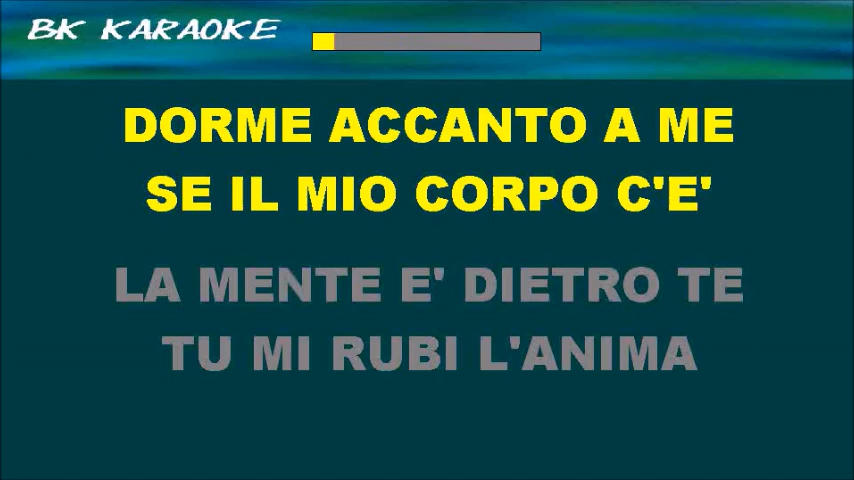 BK KARAOKE
DORME ACCANTO A ME
SE IL MIO CORPO C'E'
LA MENTE E' DIETRO TE
TU MI RUBI L'ANIMA